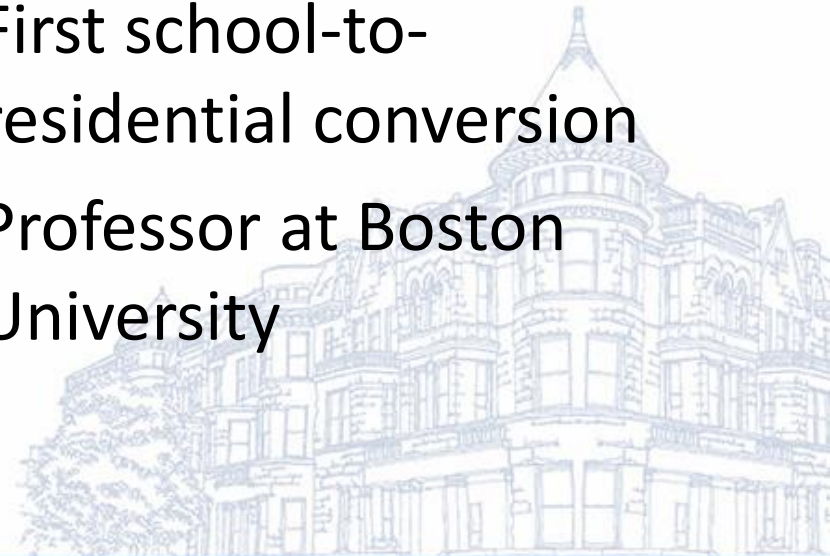 First school-to-
residential conversion
Professor at Boston
University